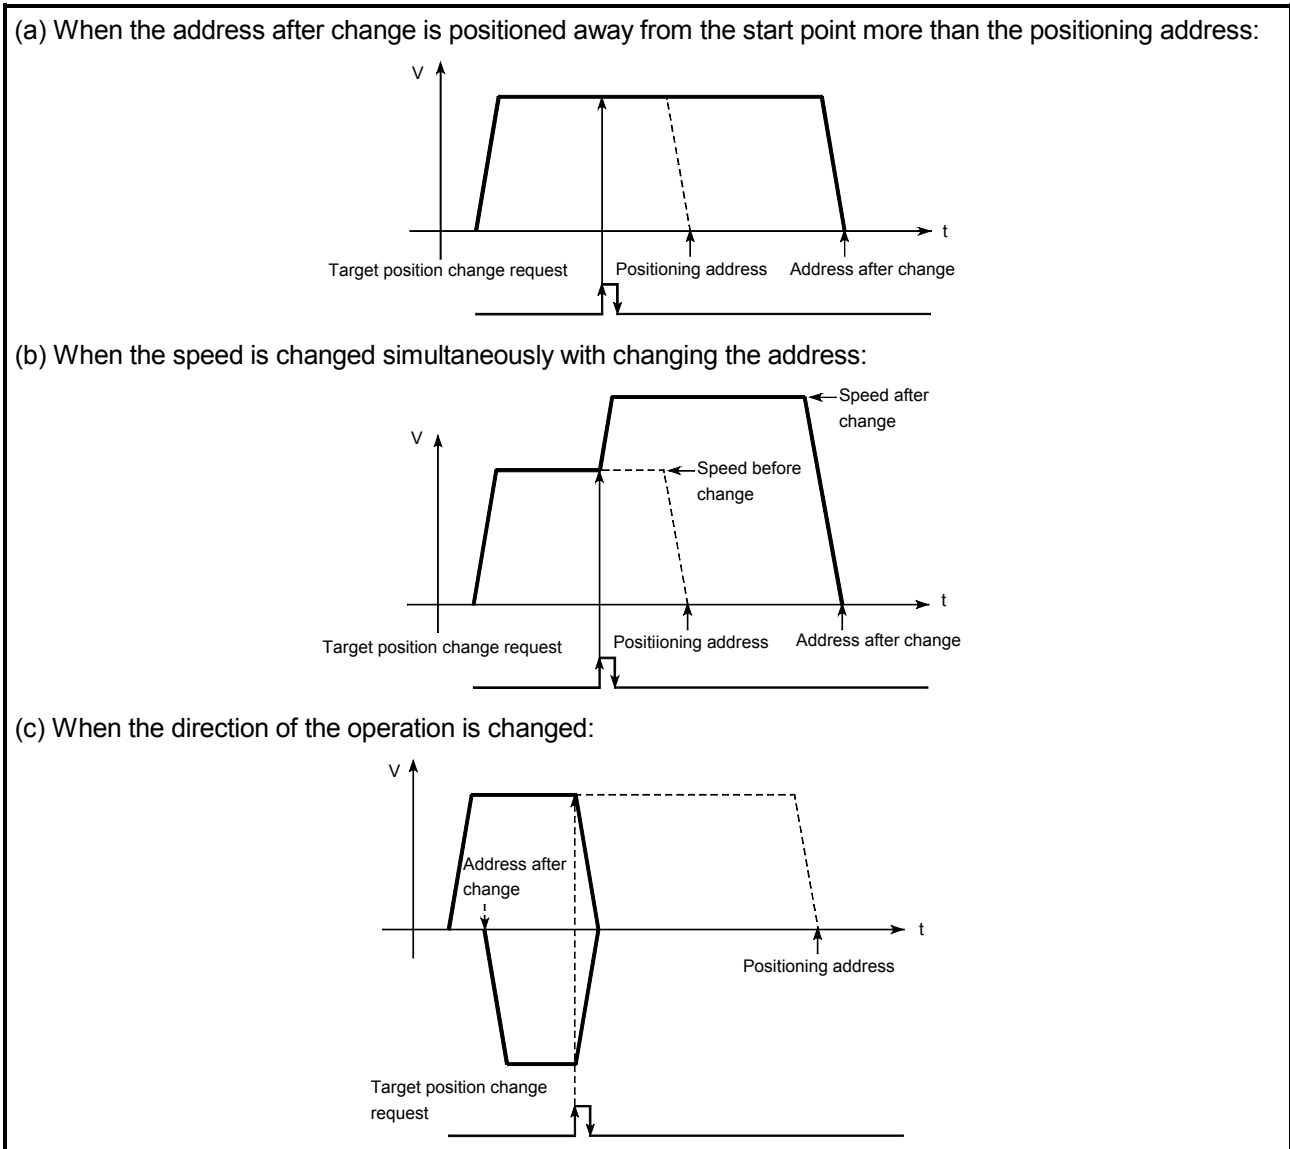 (a) When the address after change is positioned away from the start point more than the positioning address:
V
t
Target position change request
Positioning address
Address after change
(b) When the speed is changed simultaneously with changing the address:
Speed after
change
V
Speed before
change
t
Target position change request
Positiioning address
Address after change
(c) When the direction of the operation is changed:
V
Address after
change
t
Positioning address
Target position change
request